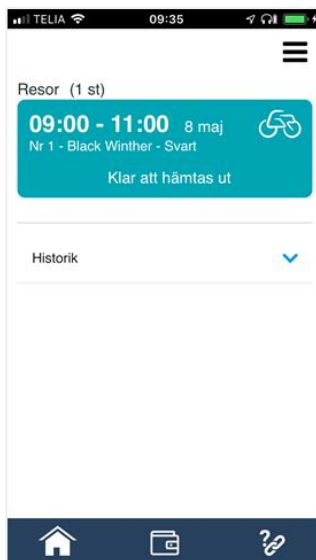 TELIA 09:35
Resor (1 st)
09:00 - 11:00 8 maj
Nr 1 - Black Winther - Svart
Klar att hämtas ut
Historik